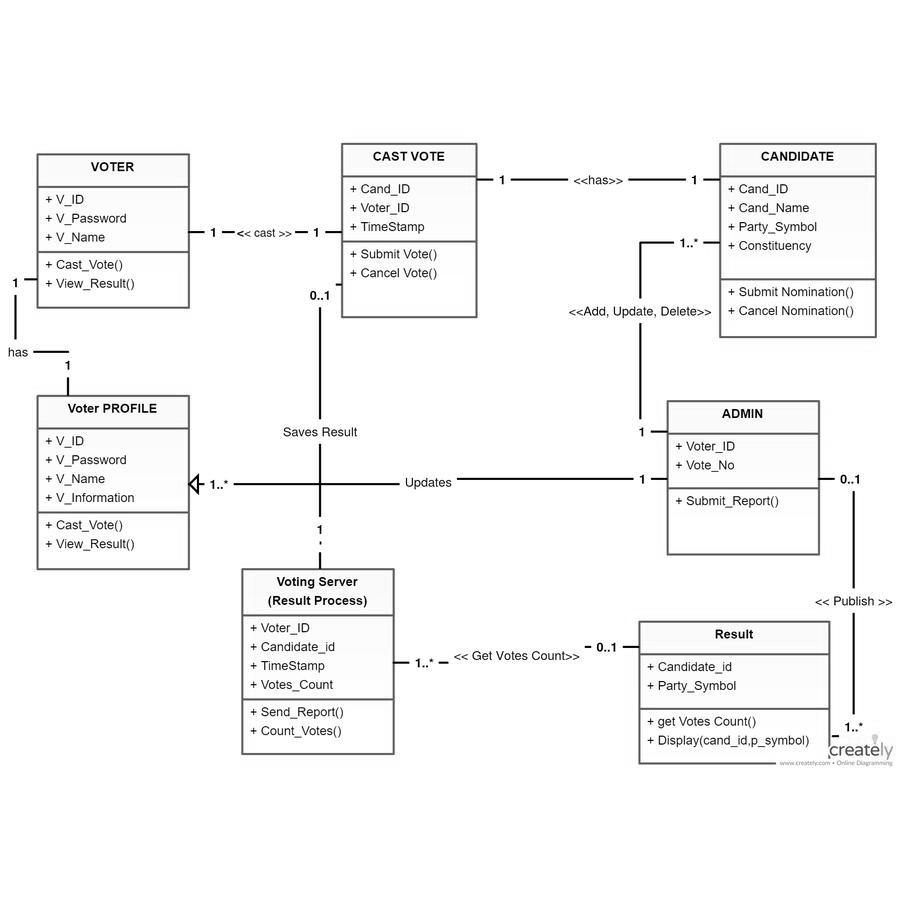 VOTER
+ V_ID
+ V_Password
+ V_Name
+ Cast_Vote()
+ View_Result()
1
<< cast >>
1
CAST VOTE
+ Cand_ID
+ Voter_ID
+ TimeStamp
+ Submit Vote()
+ Cancel Vote()
1
<<has>>
1
CANDIDATE
+ Cand_ID
+ Cand_Name
+ Party_Symbol
+ Constituency
+ Submit Nomination()
+ Cancel Nomination()
1
has
1
0..1
Saves Result
1
1..*
<<Add, Update, Delete>>
1
Voter PROFILE
+ V_ID
+ V_Password
+ V_Name
+ V_Information
+ Cast_Vote()
+ View_Result()
1..*
Updates
1
ADMIN
+ Voter_ID
+ Vote_No
+ Submit_Report()
0..1
<< Publish >>
1..*
Voting Server
(Result Process)
+ Voter_ID
+ Candidate_id
+ TimeStamp
+ Votes_Count
+ Send_Report()
+ Count_Votes()
1..*
<< Get Votes Count>>
0..1
Result
+ Candidate_id
+ Party_Symbol
+ get Votes Count()
+ Display(cand_id,p_symbol)
creately
www.creately.com • Online Diagramming